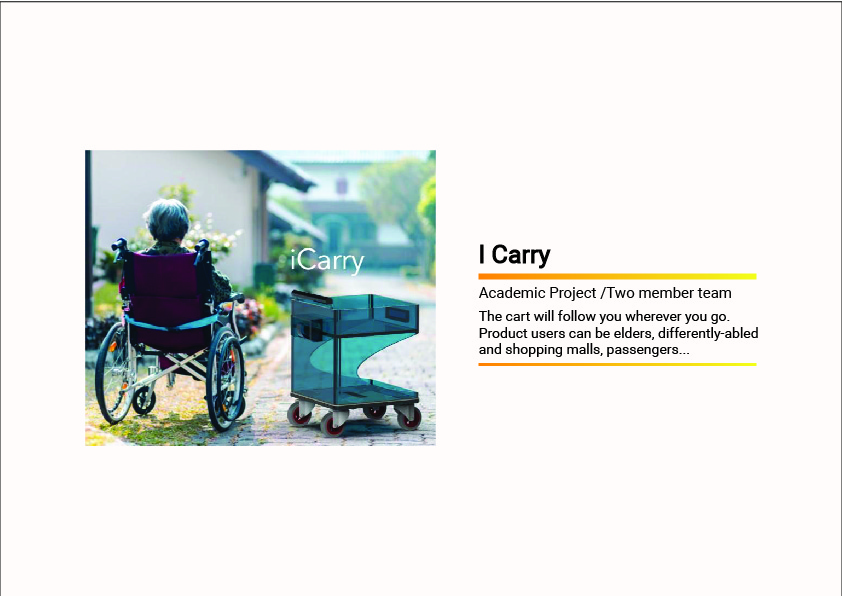 iCarry
I Carry
Academic Project /Two member team
The cart will follow you wherever you go.
Product users can be elders, differently-abled
and shopping malls, passengers...